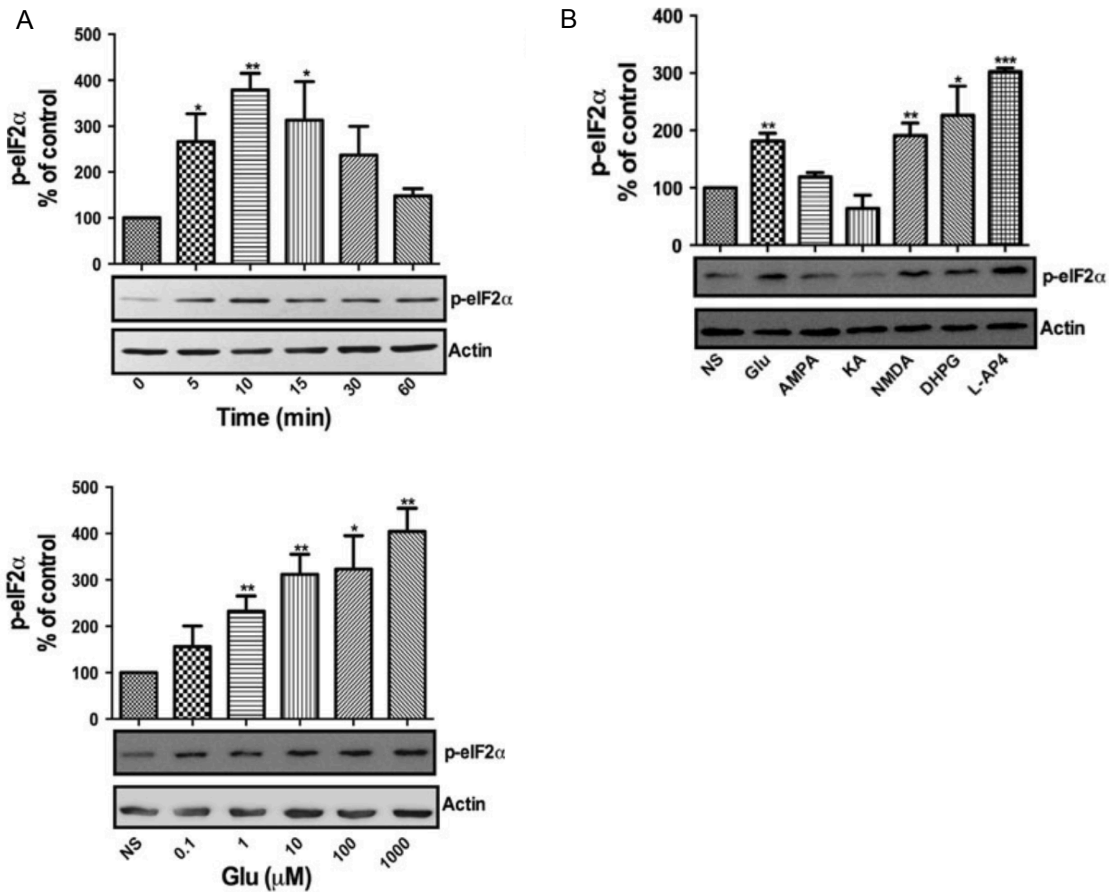 A
p-eIF2α
% of control
500
400
300
200
100
0
*
**
*
p-eIF2α
Actin
0 5 10 15 30 60
Time (min)
B
p-eIF2α
% of control
400
300
200
100
0
**
**
*
***
p-eIF2α
Actin
NS Glu AMPA KA NMDA DHPG L-AP4
p-eIF2α
% of control
500
400
300
200
100
0
**
**
*
**
p-eIF2α
Actin
NS 0.1 1 10 100 1000
Glu (μM)